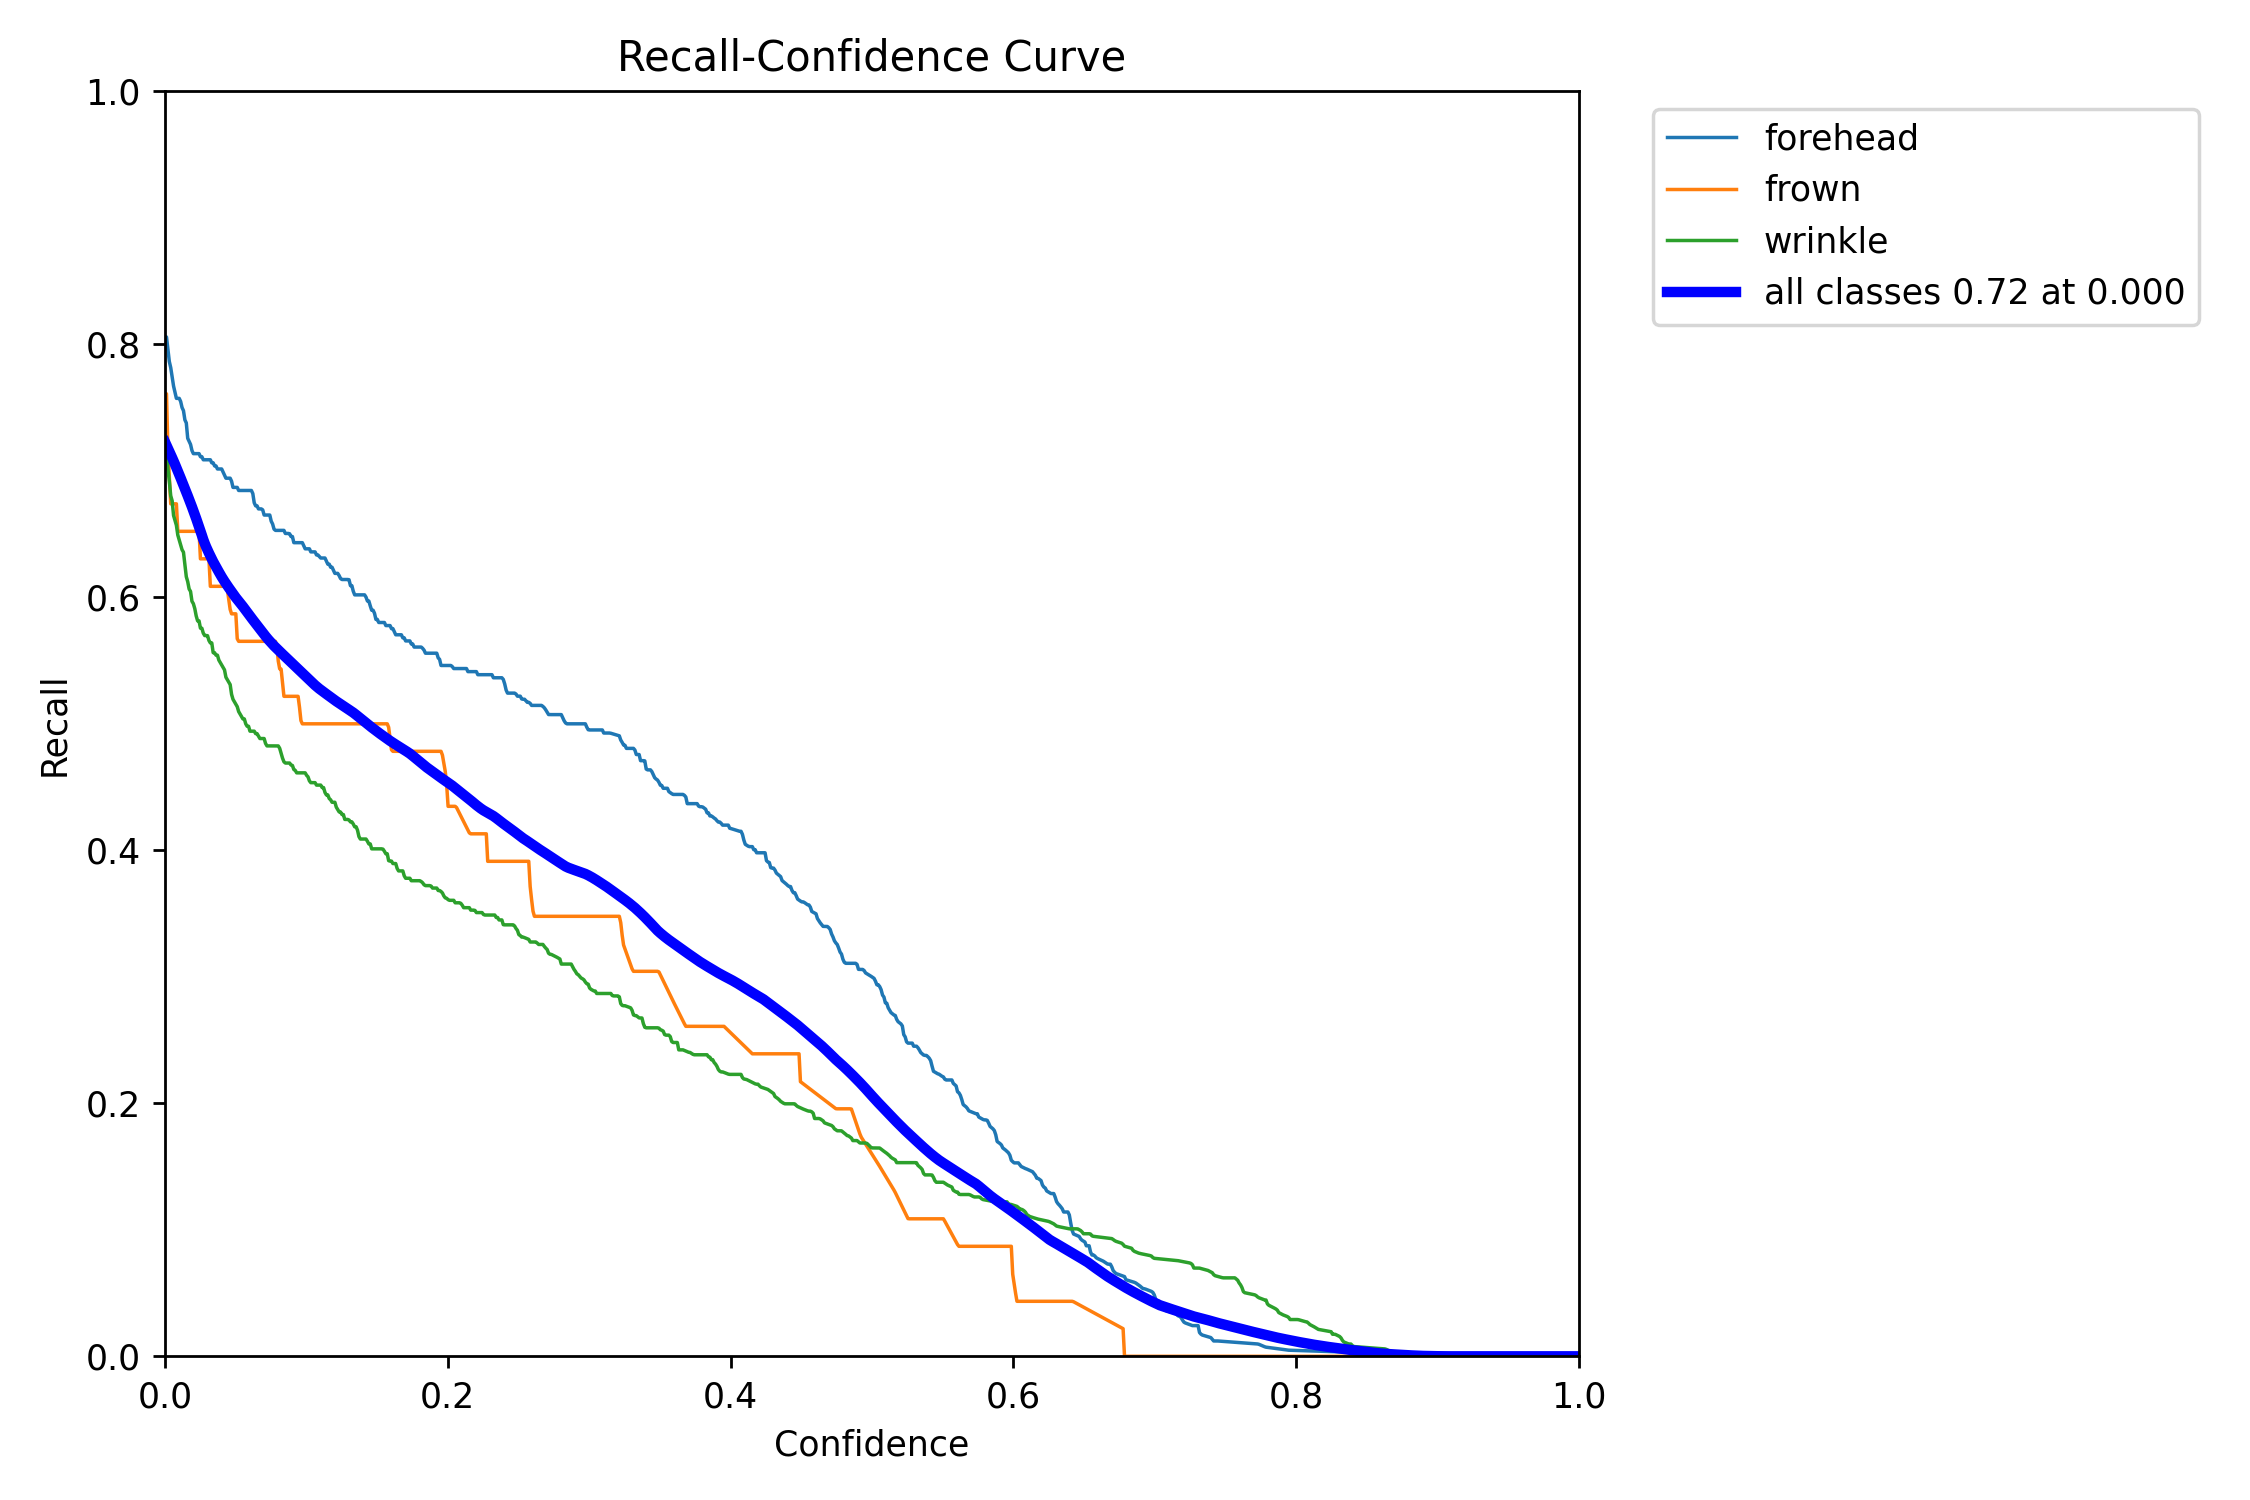 Recall-Confidence Curve
1.0
0.8
0.6
0.4
0.2
0.0
Recall
0.0 0.2 0.4 0.6 0.8 1.0
Confidence
forehead
frown
wrinkle
all classes 0.72 at 0.000